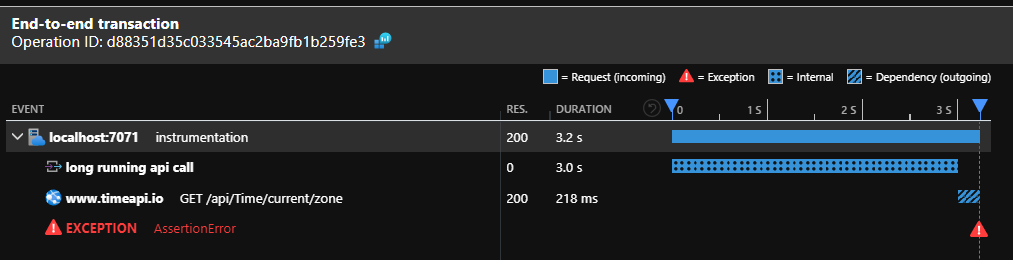 End-to-end transaction
Operation ID: d88351d35c033545ac2ba9fb1b259fe3
= Request (incoming) = Exception = Internal = Dependency (outgoing)
EVENT RES. DURATION 0 1 S 2 S 3 S
localhost:7071 instrumentation 200 3.2 s
long running api call 0 3.0 s
www.timeapi.io GET /api/Time/current/zone 200 218 ms
EXCEPTION AssertionError